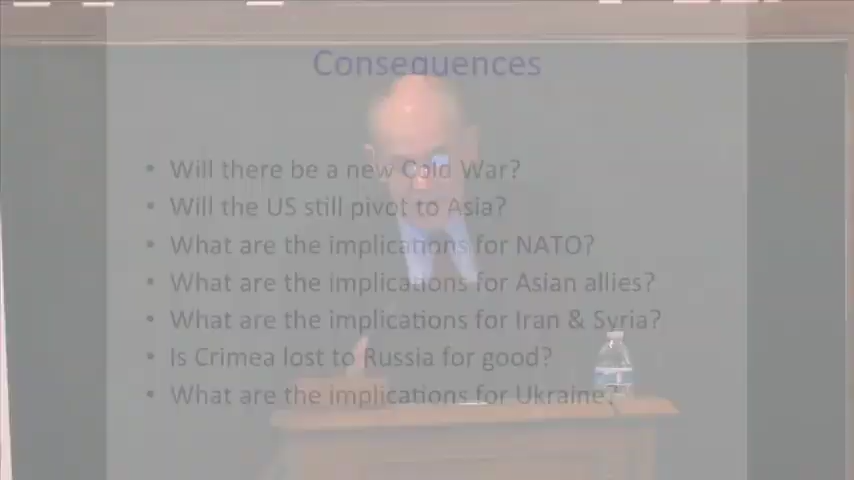 Consequences
• Will there be a new Cold War?
• Will the US still pivot to Asia?
• What are the implications for NATO?
• What are the implications for Asian allies?
• What are the implications for Iran & Syria?
• Is Crimea lost to Russia for good?
• What are the implications for Ukraine?